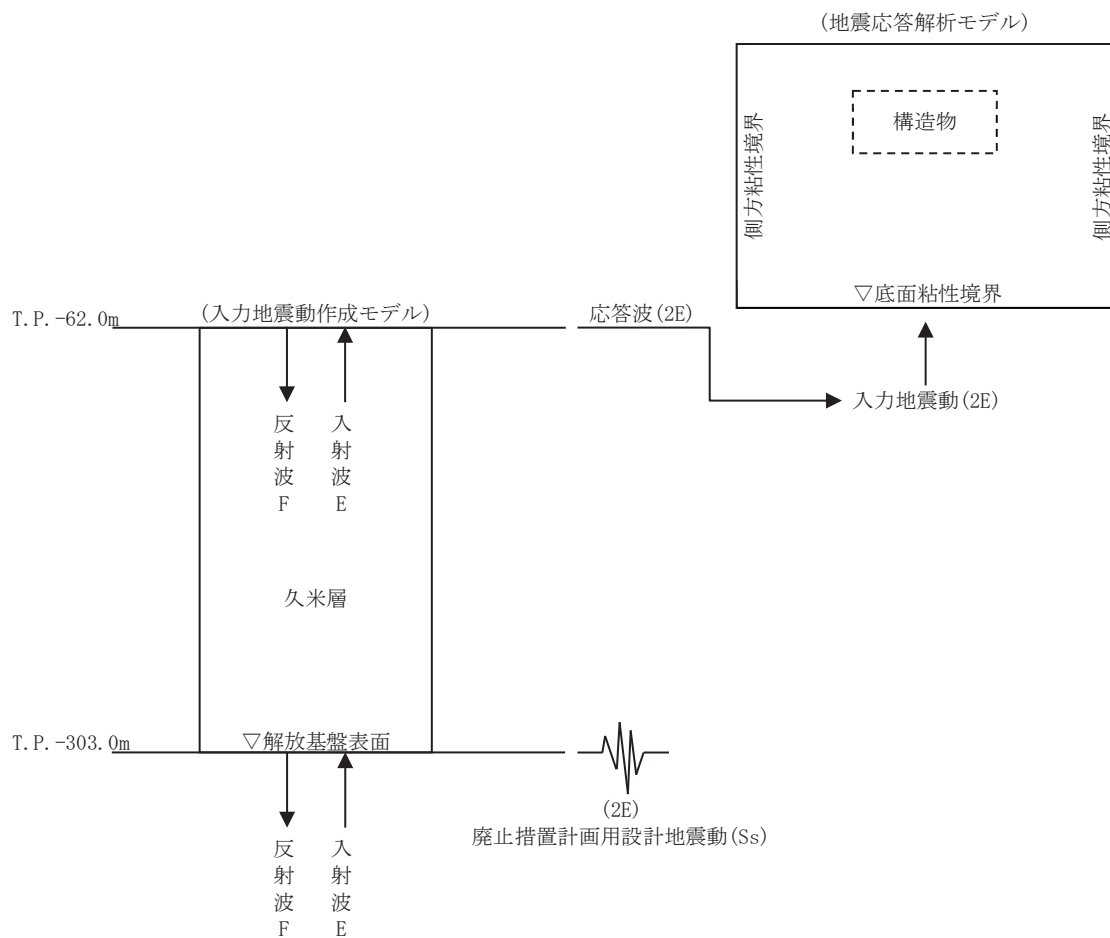 (地震応答解析モデル)
構造物
側方粘性境界
側方粘性境界
▽底面粘性境界
T.P.-62.0m
(入力地震動作成モデル)
応答波(2E)
入力地震動(2E)
反射波F
入射波E
久米層
T.P.-303.0m
▽解放基盤表面
(2E)
廃止措置計画用設計地震動(Ss)
反射波F
入射波E